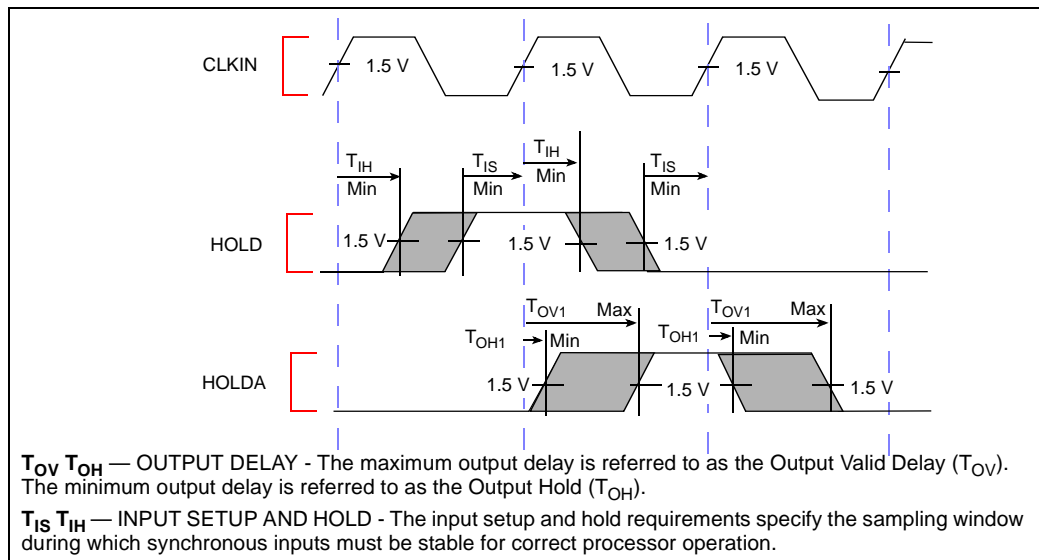 CLKIN
1.5 V 1.5 V 1.5 V
T_IH T_IS T_IH T_IS
Min Min Min Min
HOLD
1.5 V 1.5 V 1.5 V
T_OV1 Max T_OV1 Max
T_OH1 Min T_OH1 Min
HOLDA
1.5 V 1.5 V 1.5 V
T_OV T_OH — OUTPUT DELAY - The maximum output delay is referred to as the Output Valid Delay (T_OV).
The minimum output delay is referred to as the Output Hold (T_OH).
T_IS T_IH — INPUT SETUP AND HOLD - The input setup and hold requirements specify the sampling window
during which synchronous inputs must be stable for correct processor operation.